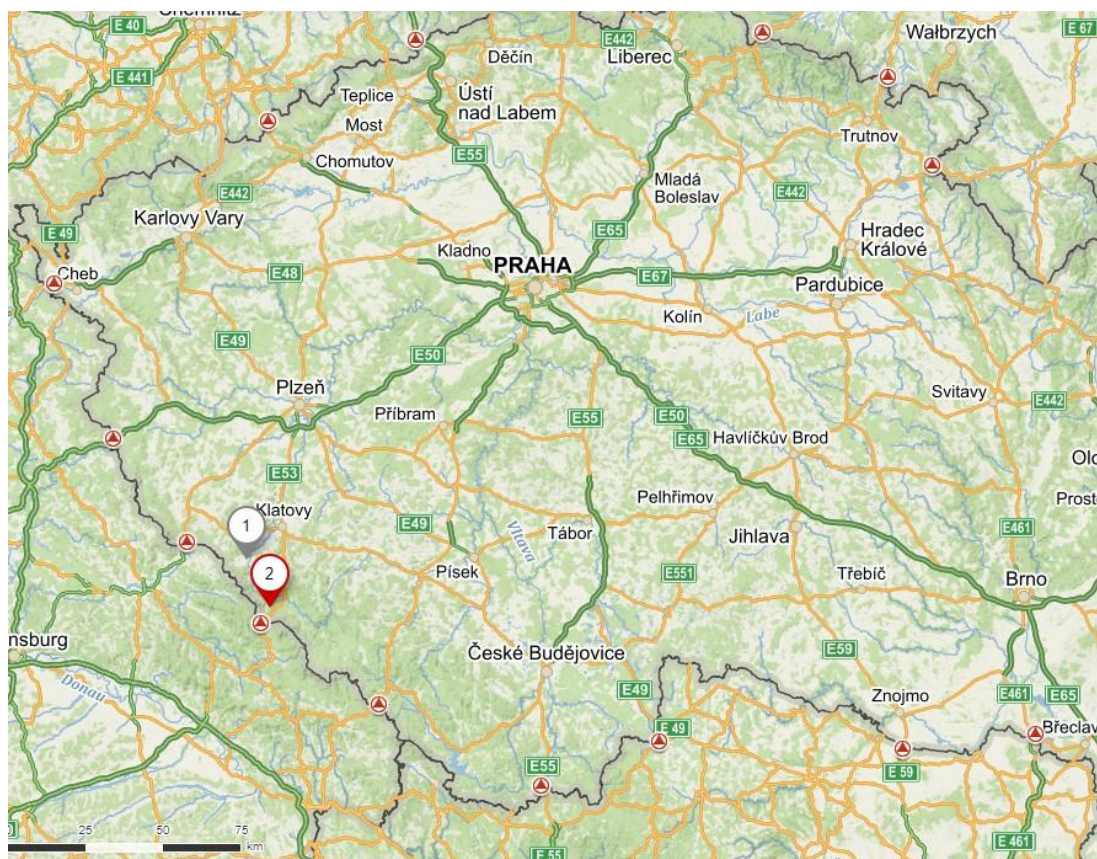 Chemnitz
E 40
Děčín
E442
Liberec
Wałbrzych
E 67
E 441
Teplice
Ústí
nad Labem
Most
Trutnov
Chomutov
E55
E442
Mladá
Boleslav
E442
Karlovy Vary
E 49
E65
Hradec
Králové
Kladno
Cheb
E48
PRAHA
E67
Pardubice
Kolín
Labe
E49
E50
Plzeň
Svitavy
E442
Příbram
E55
E50
E65
Havlíčkův Brod
E53
Pelhřimov
Klatovy
E49
Vltava
Tábor
Jihlava
E461
1
2
Písek
E551
Třebíč
Brno
nsburg
České Budějovice
E59
Donau
E49
Znojmo
E461
E65
E 49
Břeclav
E55
E 59
25
50
75
km
E 461
E 55